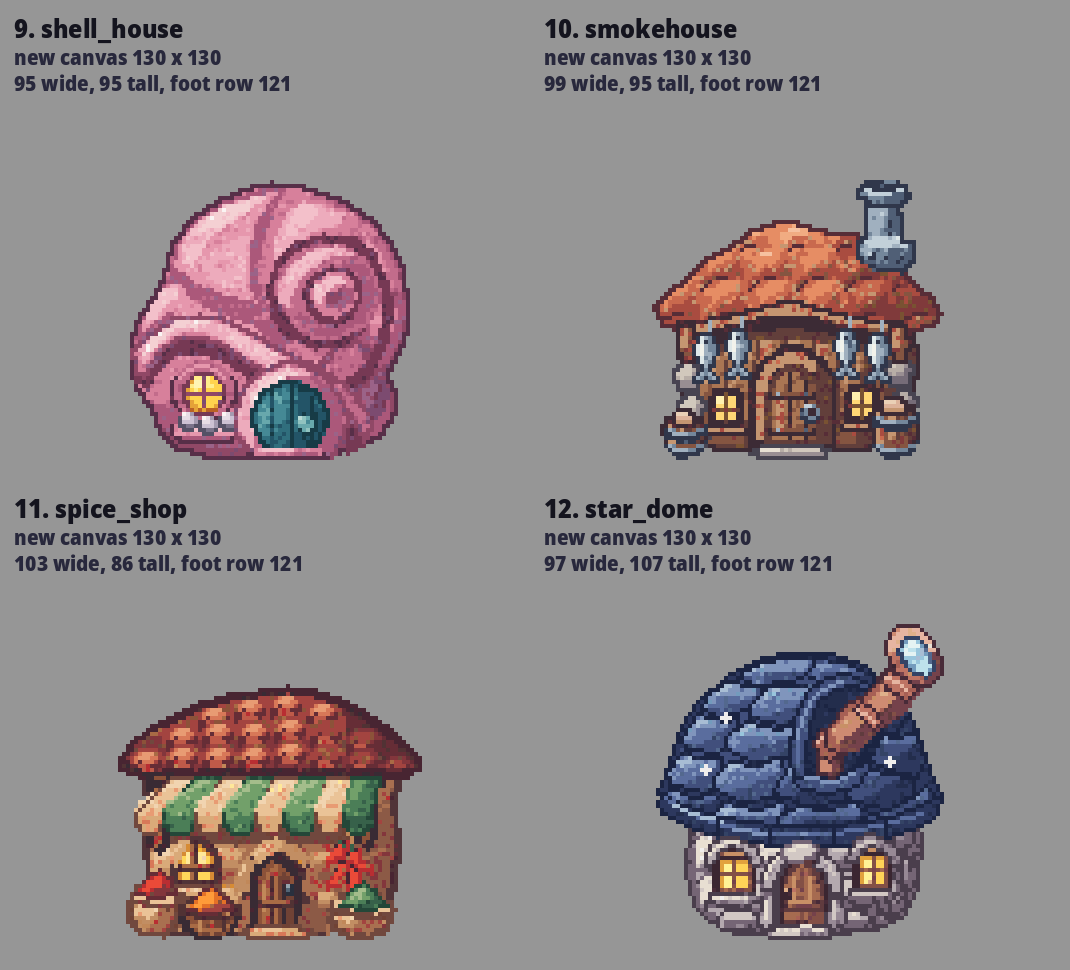 9. shell_house
new canvas 130 x 130
95 wide, 95 tall, foot row 121
10. smokehouse
new canvas 130 x 130
99 wide, 95 tall, foot row 121
11. spice_shop
new canvas 130 x 130
103 wide, 86 tall, foot row 121
12. star_dome
new canvas 130 x 130
97 wide, 107 tall, foot row 121